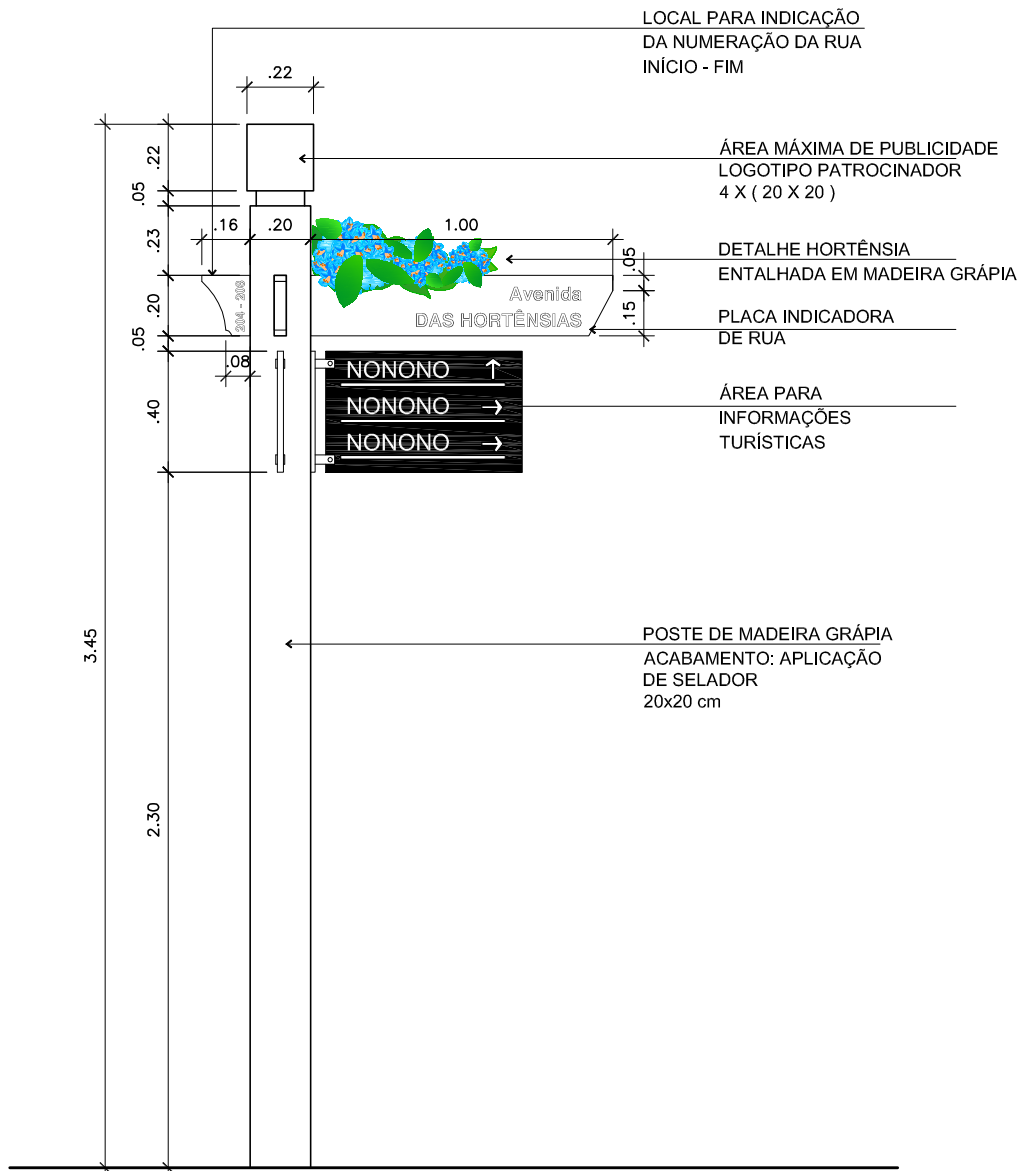 LOCAL PARA INDICAÇÃO
DA NUMERAÇÃO DA RUA
INÍCIO - FIM
.22
ÁREA MÁXIMA DE PUBLICIDADE
LOGOTIPO PATROCINADOR
4 X ( 20 X 20 )
.22
.05
.23
.20
.05
.40
2.30
3.45
.16
.20
1.00
.05
.15
.08
DETALHE HORTÊNSIA
ENTALHADA EM MADEIRA GRÁPIA
204 - 208
Avenida
DAS HORTÊNSIAS
PLACA INDICADORA
DE RUA
NONONO ↑
NONONO →
NONONO →
ÁREA PARA
INFORMAÇÕES
TURÍSTICAS
POSTE DE MADEIRA GRÁPIA
ACABAMENTO: APLICAÇÃO
DE SELADOR
20x20 cm